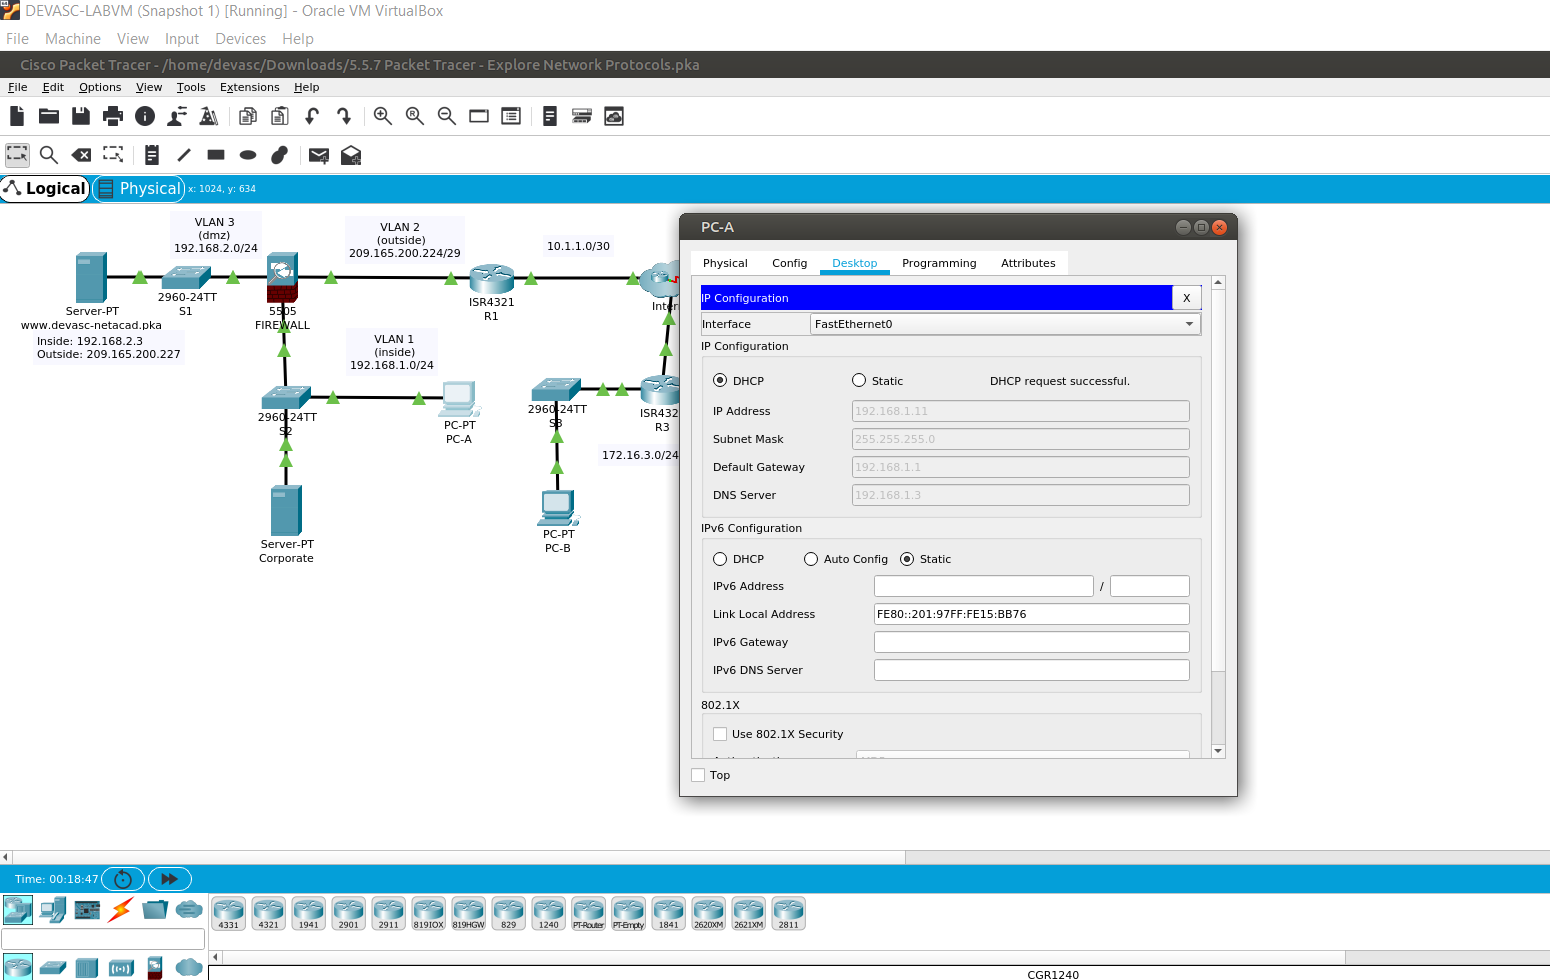 DEVASC-LABVM (Snapshot 1) [Running] - Oracle VM VirtualBox
File Machine View Input Devices Help
Cisco Packet Tracer - /home/devasc/Downloads/5.5.7 Packet Tracer - Explore Network Protocols.pka
File Edit Options View Tools Extensions Help
Logical Physical x: 1024, y: 634
VLAN 3
(dmz)
192.168.2.0/24
VLAN 2
(outside)
209.165.200.224/29
10.1.1.0/30
Server-PT
www.devasc-netacad.pka
Inside: 192.168.2.3
Outside: 209.165.200.227
2960-24TT
S1
5505
FIREWALL
ISR4321
R1
Inter
VLAN 1
(inside)
192.168.1.0/24
2960-24TT
S2
PC-PT
PC-A
2960-24TT
S3
ISR432
R3
172.16.3.0/24
Server-PT
Corporate
PC-PT
PC-B
PC-A
Physical Config Desktop Programming Attributes
IP Configuration X
Interface FastEthernet0
IP Configuration
DHCP Static DHCP request successful.
IP Address 192.168.1.11
Subnet Mask 255.255.255.0
Default Gateway 192.168.1.1
DNS Server 192.168.1.3
IPv6 Configuration
DHCP Auto Config Static
IPv6 Address /
Link Local Address FE80::201:97FF:FE15:BB76
IPv6 Gateway
IPv6 DNS Server
802.1X
Use 802.1X Security
Top
Time: 00:18:47
4331 4321 1941 2901 2911 819IOX 819HGW 829 1240 PT-Router PT-Empty 1841 2620XM 2621XM 2811
CGR1240